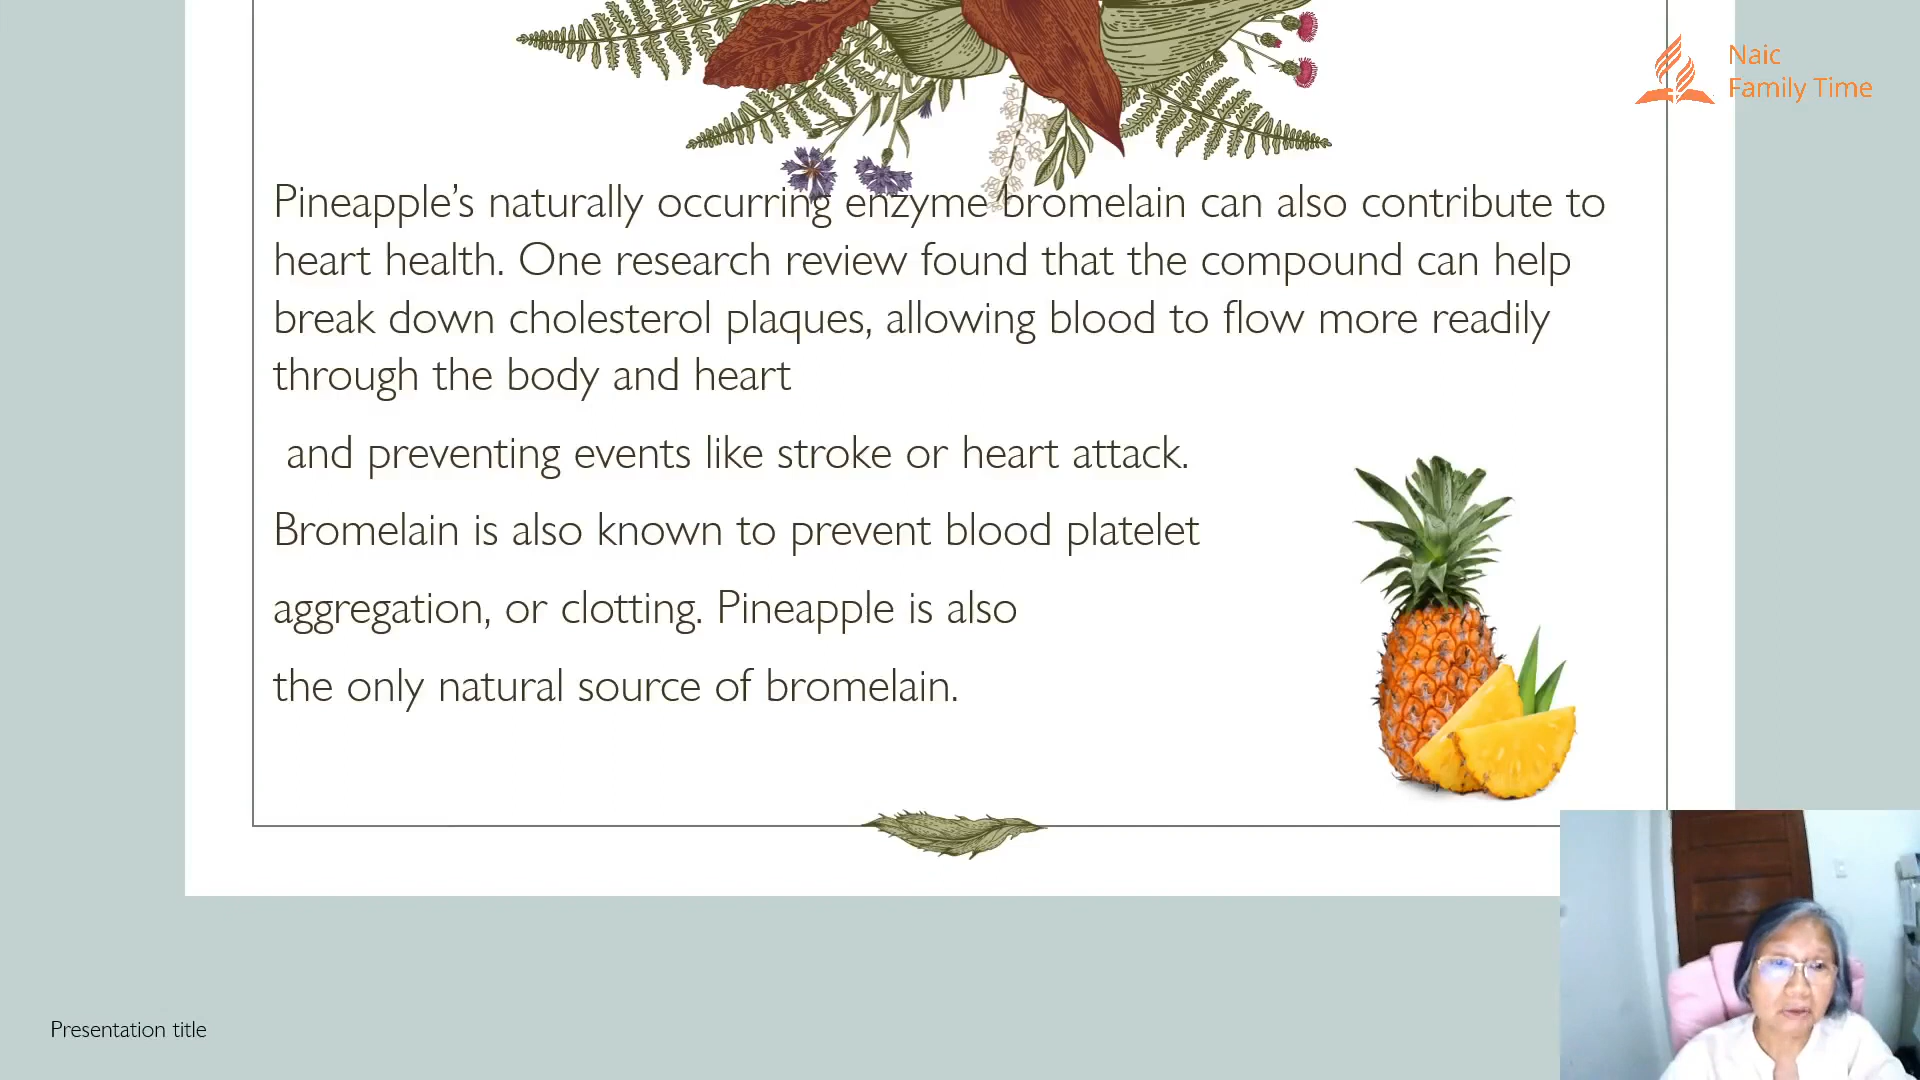 Naic
Family Time
Pineapple’s naturally occurring enzyme bromelain can also contribute to
heart health. One research review found that the compound can help
break down cholesterol plaques, allowing blood to flow more readily
through the body and heart
and preventing events like stroke or heart attack.
Bromelain is also known to prevent blood platelet
aggregation, or clotting. Pineapple is also
the only natural source of bromelain.
Presentation title